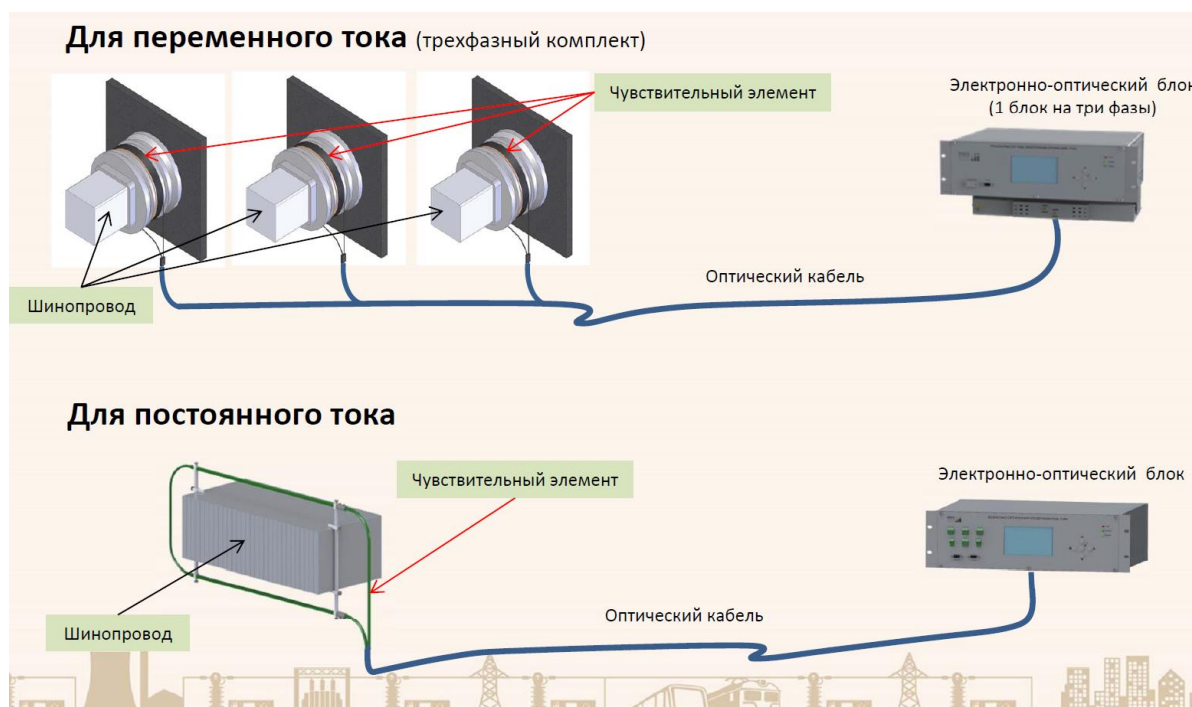 Для переменного тока (трехфазный комплект)
Чувствительный элемент
Электронно-оптический блок
(1 блок на три фазы)
Оптический кабель
Шинопровод
Для постоянного тока
Чувствительный элемент
Электронно-оптический блок
Оптический кабель
Шинопровод